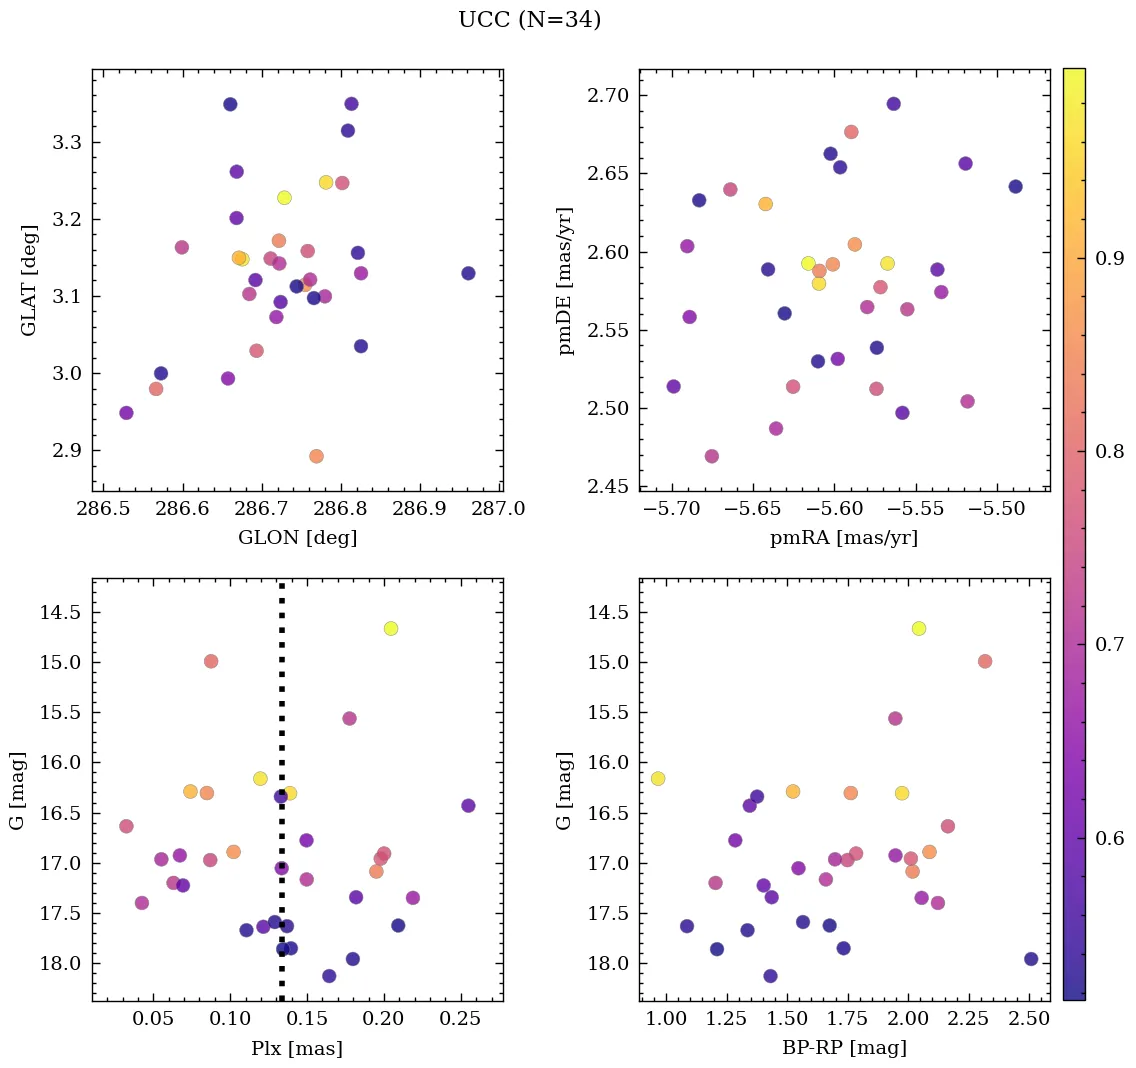 UCC (N=34)
3.3
3.2
3.1
3.0
2.9
GLAT [deg]
286.5 286.6 286.7 286.8 286.9 287.0
GLON [deg]
2.70
2.65
2.60
2.55
2.50
2.45
pmDE [mas/yr]
−5.70 −5.65 −5.60 −5.55 −5.50
pmRA [mas/yr]
14.5
15.0
15.5
16.0
16.5
17.0
17.5
18.0
G [mag]
0.05 0.10 0.15 0.20 0.25
Plx [mas]
14.5
15.0
15.5
16.0
16.5
17.0
17.5
18.0
G [mag]
1.00 1.25 1.50 1.75 2.00 2.25 2.50
BP-RP [mag]
0.9
0.8
0.7
0.6